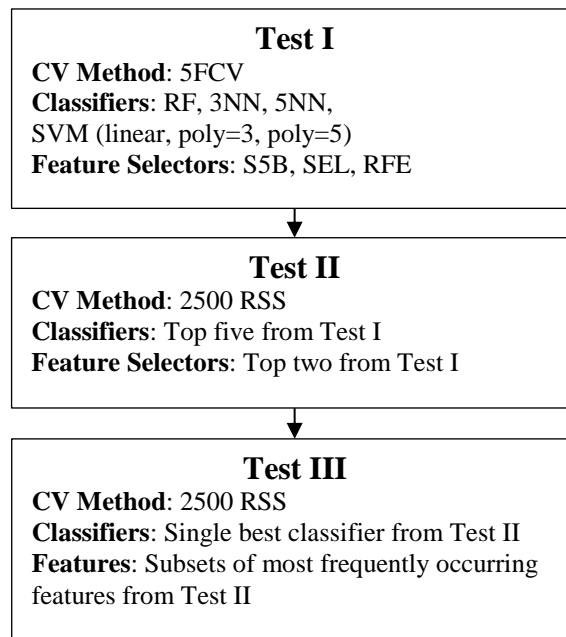 Test I
CV Method: 5FCV
Classifiers: RF, 3NN, 5NN,
SVM (linear, poly=3, poly=5)
Feature Selectors: S5B, SEL, RFE
Test II
CV Method: 2500 RSS
Classifiers: Top five from Test I
Feature Selectors: Top two from Test I
Test III
CV Method: 2500 RSS
Classifiers: Single best classifier from Test II
Features: Subsets of most frequently occurring
features from Test II